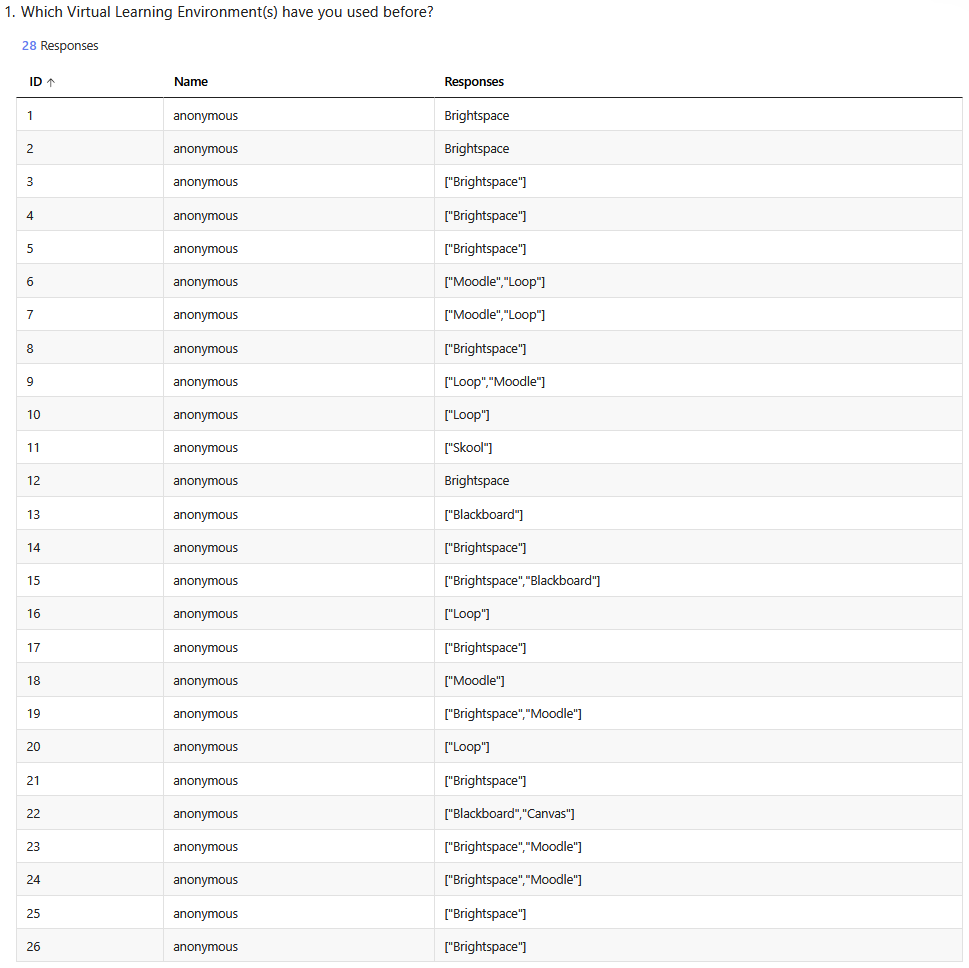 1. Which Virtual Learning Environment(s) have you used before?
28 Responses
ID ↑ Name Responses
1 anonymous Brightspace
2 anonymous Brightspace
3 anonymous ["Brightspace"]
4 anonymous ["Brightspace"]
5 anonymous ["Brightspace"]
6 anonymous ["Moodle","Loop"]
7 anonymous ["Moodle","Loop"]
8 anonymous ["Brightspace"]
9 anonymous ["Loop","Moodle"]
10 anonymous ["Loop"]
11 anonymous ["Skool"]
12 anonymous Brightspace
13 anonymous ["Blackboard"]
14 anonymous ["Brightspace"]
15 anonymous ["Brightspace","Blackboard"]
16 anonymous ["Loop"]
17 anonymous ["Brightspace"]
18 anonymous ["Moodle"]
19 anonymous ["Brightspace","Moodle"]
20 anonymous ["Loop"]
21 anonymous ["Brightspace"]
22 anonymous ["Blackboard","Canvas"]
23 anonymous ["Brightspace","Moodle"]
24 anonymous ["Brightspace","Moodle"]
25 anonymous ["Brightspace"]
26 anonymous ["Brightspace"]